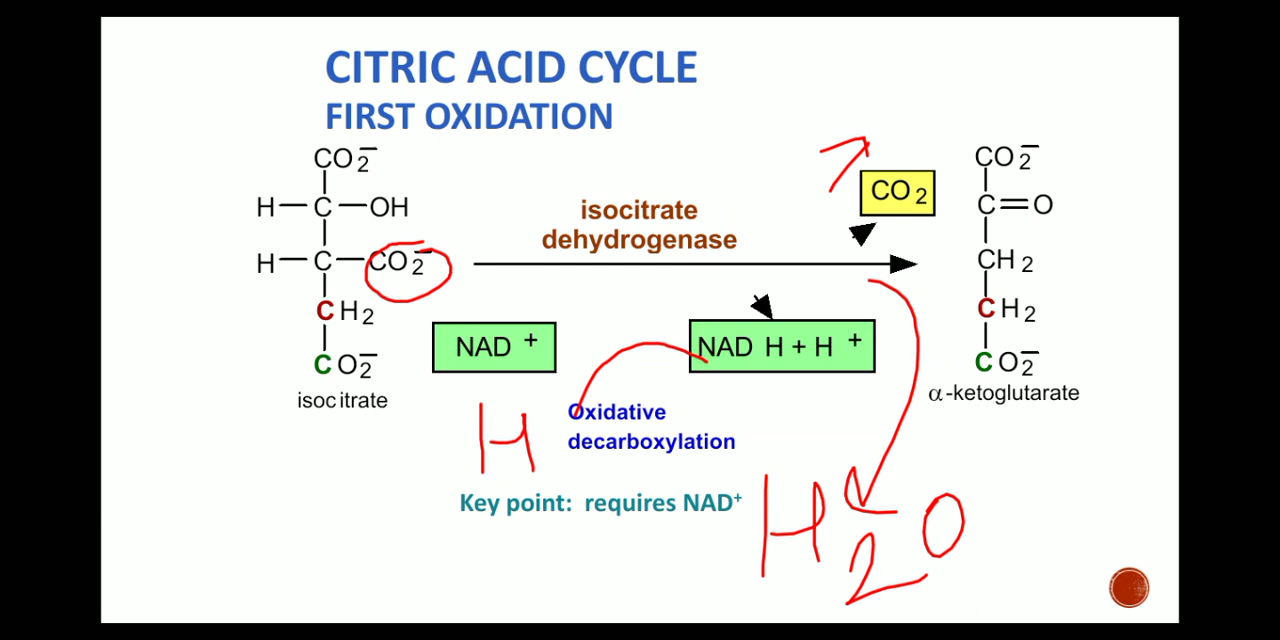 CITRIC ACID CYCLE
FIRST OXIDATION
CO2−
H—C—OH
H—C—CO2−
CH2
CO2−
isocitrate
isocitrate
dehydrogenase
NAD+
NAD H + H+
CO2
CO2−
C=O
CH2
CH2
CO2−
α-ketoglutarate
Oxidative
decarboxylation
H
Key point: requires NAD+
H2O